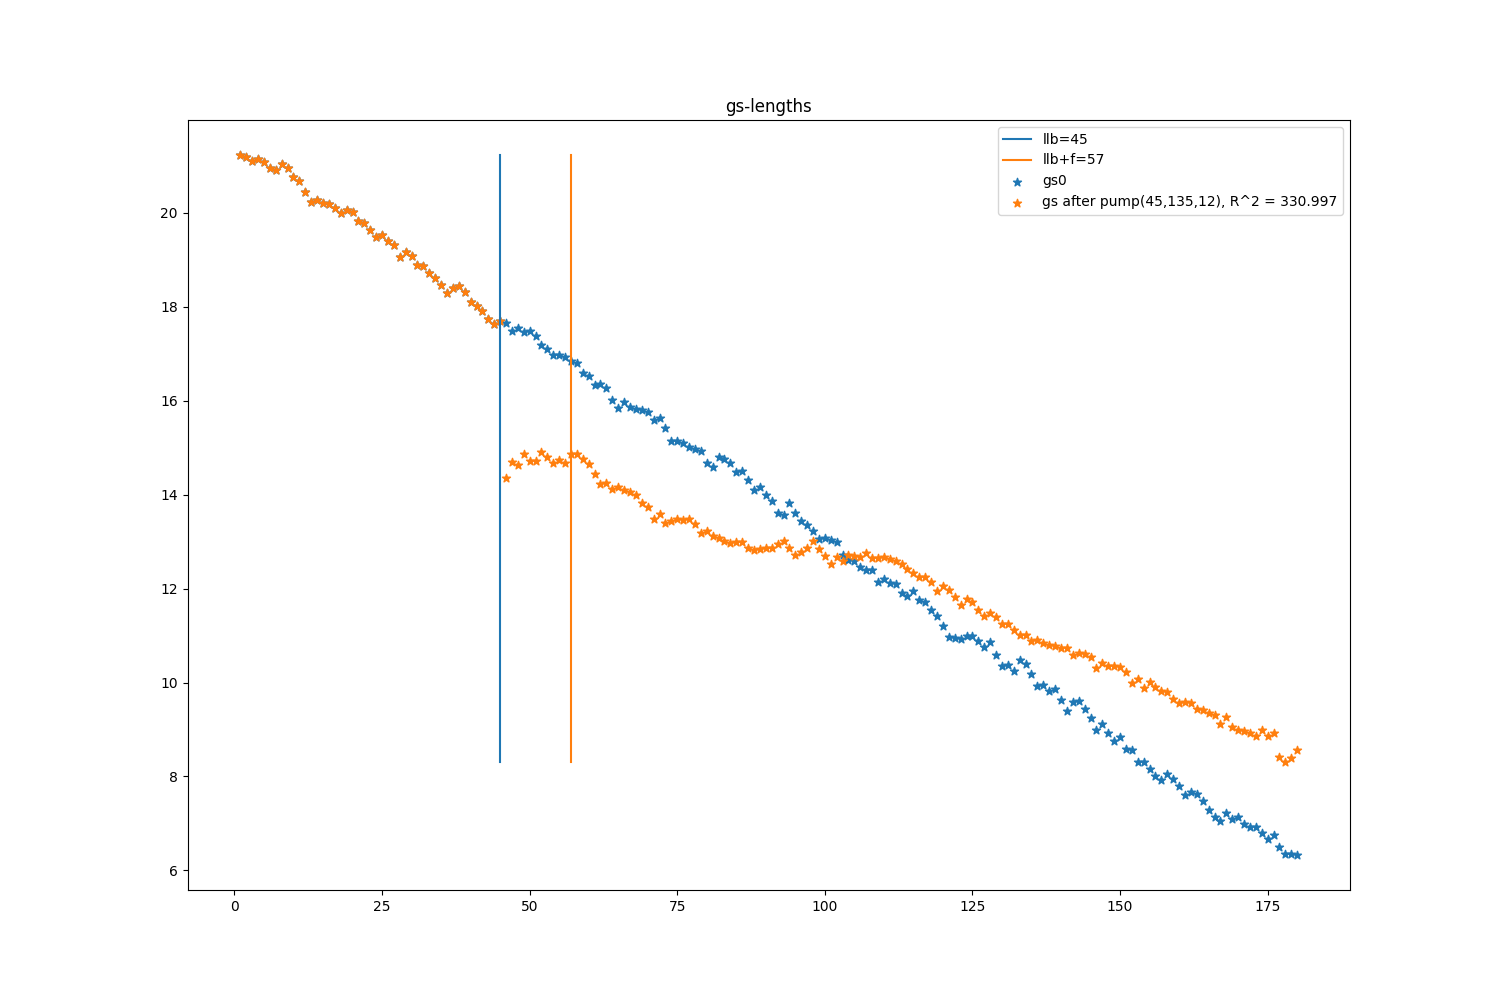 gs-lengths
llb=45
llb+f=57
gs0
gs after pump(45,135,12), R^2 = 330.997
20
18
16
14
12
10
8
6
0 25 50 75 100 125 150 175